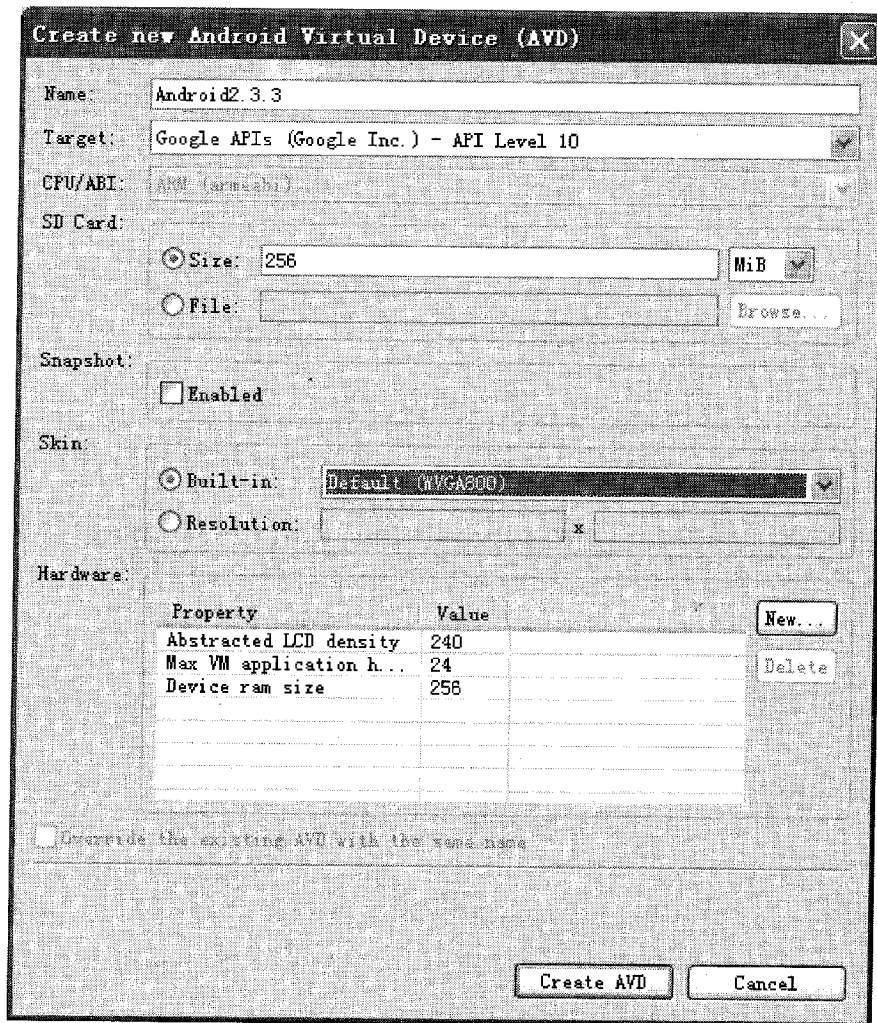 Create new Android Virtual Device (AVD)
Name: Android2.3.3
Target: Google APIs (Google Inc.) - API Level 10
CPU/ABI: ARM (armeabi)
SD Card:
Size: 256 MiB
File: Browse...
Snapshot:
Enabled
Skin:
Built-in: Default (WVGA800)
Resolution: x
Hardware:
Property Value New...
Abstracted LCD density 240
Max VM application h... 24 Delete
Device ram size 256
Override the existing AVD with the same name
Create AVD Cancel